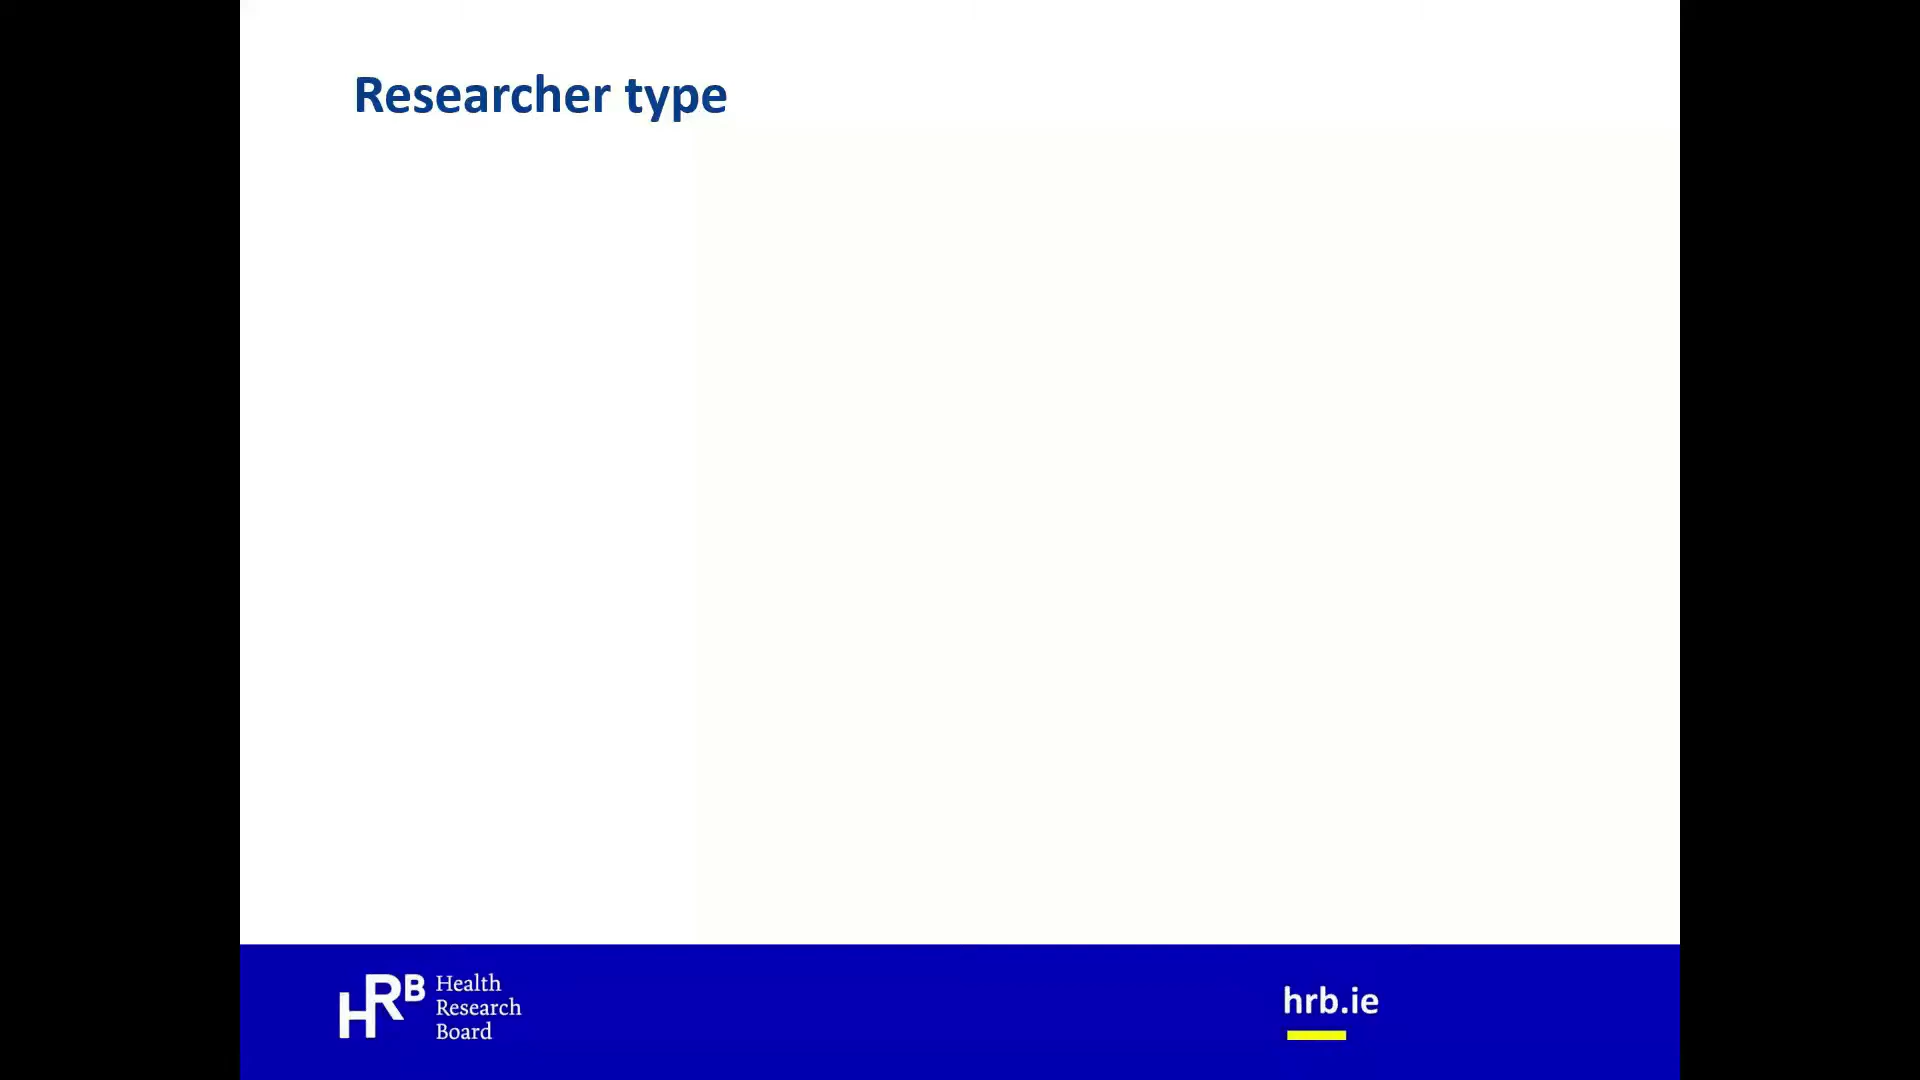 Researcher type
HRB
Health
Research
Board
hrb.ie